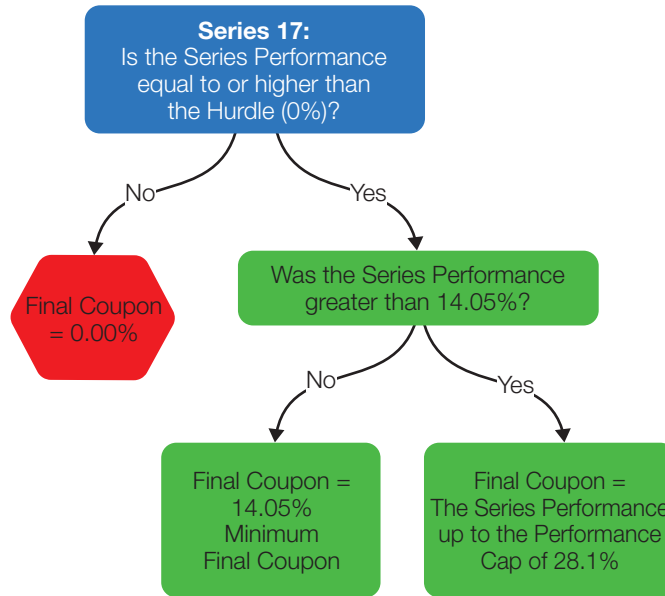 Series 17:
Is the Series Performance
equal to or higher than
the Hurdle (0%)?
No
Yes
Final Coupon
= 0.00%
Was the Series Performance
greater than 14.05%?
No
Yes
Final Coupon =
14.05%
Minimum
Final Coupon
Final Coupon =
The Series Performance
up to the Performance
Cap of 28.1%